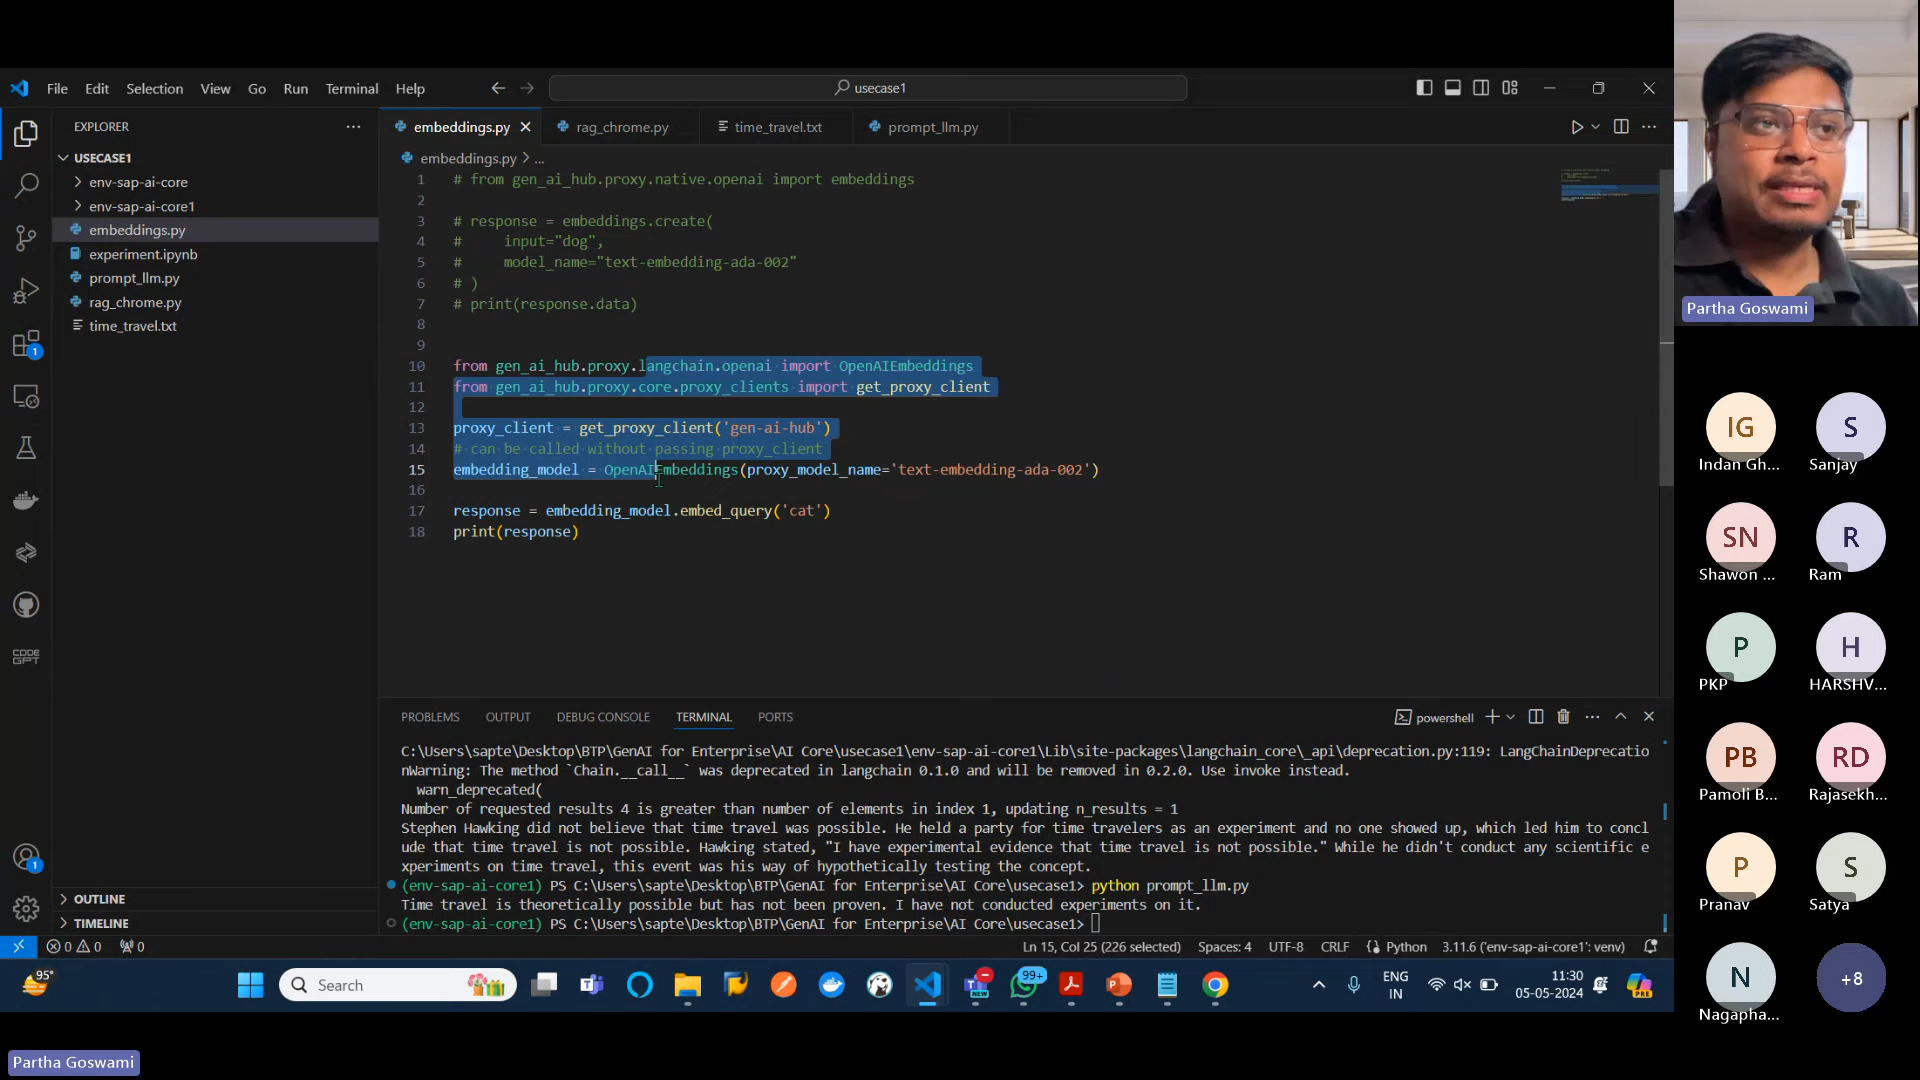 File Edit Selection View Go Run Terminal Help
usecase1
EXPLORER
USECASE1
env-sap-ai-core
env-sap-ai-core1
embeddings.py
experiment.ipynb
prompt_llm.py
rag_chrome.py
time_travel.txt
OUTLINE
TIMELINE
CODE
GPT
1
1
embeddings.py rag_chrome.py time_travel.txt prompt_llm.py
embeddings.py > ...
1 # from gen_ai_hub.proxy.native.openai import embeddings
2
3 # response = embeddings.create(
4 #     input="dog",
5 #     model_name="text-embedding-ada-002"
6 # )
7 # print(response.data)
8
9
10 from gen_ai_hub.proxy.langchain.openai import OpenAIEmbeddings
11 from gen_ai_hub.proxy.core.proxy_clients import get_proxy_client
12
13 proxy_client = get_proxy_client('gen-ai-hub')
14 # can be called without passing proxy_client
15 embedding_model = OpenAIEmbeddings(proxy_model_name='text-embedding-ada-002')
16
17 response = embedding_model.embed_query('cat')
18 print(response)
PROBLEMS OUTPUT DEBUG CONSOLE TERMINAL PORTS
powershell
C:\Users\sapte\Desktop\BTP\GenAI for Enterprise\AI Core\usecase1\env-sap-ai-core1\Lib\site-packages\langchain_core\_api\deprecation.py:119: LangChainDeprecatio
nWarning: The method `Chain.__call__` was deprecated in langchain 0.1.0 and will be removed in 0.2.0. Use invoke instead.
warn_deprecated(
Number of requested results 4 is greater than number of elements in index 1, updating n_results = 1
Stephen Hawking did not believe that time travel was possible. He held a party for time travelers as an experiment and no one showed up, which led him to concl
ude that time travel is not possible. Hawking stated, "I have experimental evidence that time travel is not possible." While he didn't conduct any scientific e
xperiments on time travel, this event was his way of hypothetically testing the concept.
(env-sap-ai-core1) PS C:\Users\sapte\Desktop\BTP\GenAI for Enterprise\AI Core\usecase1> python prompt_llm.py
Time travel is theoretically possible but has not been proven. I have not conducted experiments on it.
(env-sap-ai-core1) PS C:\Users\sapte\Desktop\BTP\GenAI for Enterprise\AI Core\usecase1>
0 0 0
Ln 15, Col 25 (226 selected) Spaces: 4 UTF-8 CRLF Python 3.11.6 ('env-sap-ai-core1': venv)
95°
Search
NEW
99+
ENG
IN
11:30
05-05-2024
PRE
Partha Goswami
Partha Goswami
IG
Indan Gh...
S
Sanjay
SN
Shawon ...
R
Ram
P
PKP
H
HARSHV...
PB
Pamoli B...
RD
Rajasekh...
P
Pranav
S
Satya
N
Nagapha...
+8